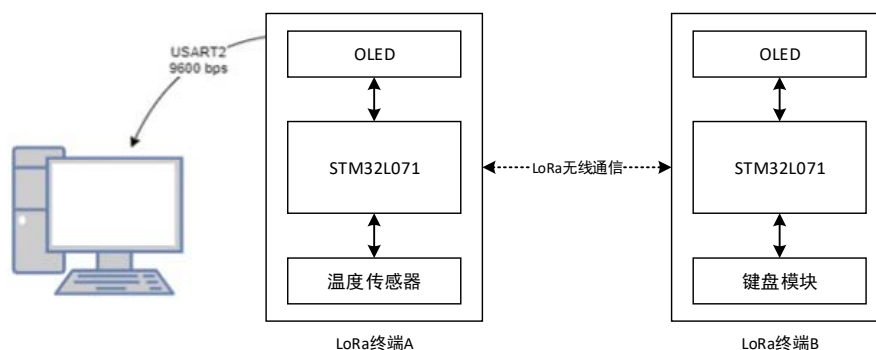 USART2
9600 bps
OLED
STM32L071
温度传感器
LoRa终端A
LoRa无线通信
OLED
STM32L071
键盘模块
LoRa终端B